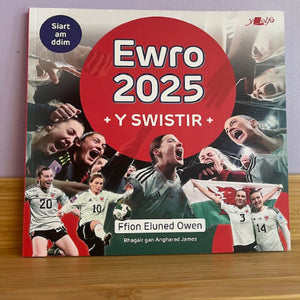 Siart
am
ddim
y Lolfa
Ewro
2025
+ Y SWISTIR +
20
10
3
14
Ffion Eluned Owen
Rhagair gan Angharad James